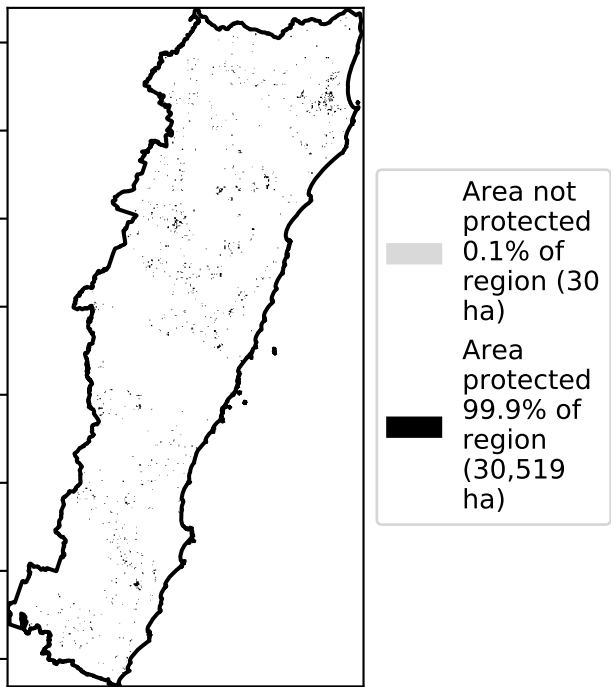 Area not
protected
0.1% of
region (30
ha)
Area
protected
99.9% of
region
(30,519
ha)